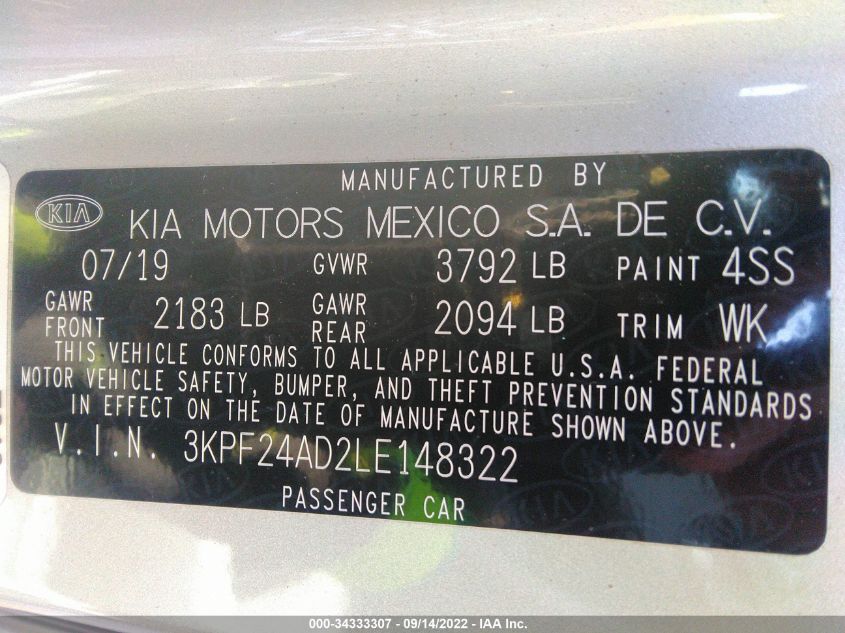 MANUFACTURED BY
KIA KIA MOTORS MEXICO S.A. DE C.V.
07/19 GVWR 3792 LB PAINT 4SS
GAWR FRONT 2183 LB GAWR REAR 2094 LB TRIM WK
THIS VEHICLE CONFORMS TO ALL APPLICABLE U.S.A. FEDERAL
MOTOR VEHICLE SAFETY, BUMPER, AND THEFT PREVENTION STANDARDS
IN EFFECT ON THE DATE OF MANUFACTURE SHOWN ABOVE.
V.I.N. 3KPF24AD2LE148322
PASSENGER CAR
000-34333307 - 09/14/2022 - IAA Inc.